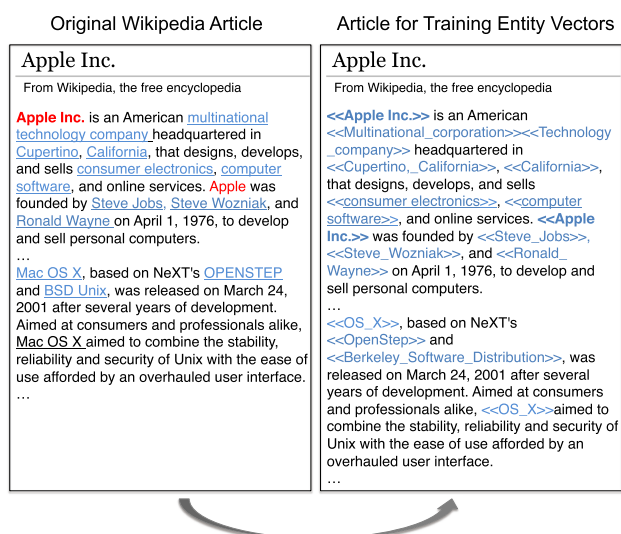 Original Wikipedia Article
Apple Inc.
From Wikipedia, the free encyclopedia
Apple Inc. is an American multinational
technology company headquartered in
Cupertino, California, that designs, develops,
and sells consumer electronics, computer
software, and online services. Apple was
founded by Steve Jobs, Steve Wozniak, and
Ronald Wayne on April 1, 1976, to develop
and sell personal computers.
…
Mac OS X, based on NeXT's OPENSTEP
and BSD Unix, was released on March 24,
2001 after several years of development.
Aimed at consumers and professionals alike,
Mac OS X aimed to combine the stability,
reliability and security of Unix with the ease of
use afforded by an overhauled user interface.
…
Article for Training Entity Vectors
Apple Inc.
From Wikipedia, the free encyclopedia
<<Apple Inc.>> is an American
<<Multinational_corporation>><<Technology
_company>> headquartered in
<<Cupertino,_California>>, <<California>>,
that designs, develops, and sells
<<consumer electronics>>, <<computer
software>>, and online services. <<Apple
Inc.>> was founded by <<Steve_Jobs>>,
<<Steve_Wozniak>>, and <<Ronald_
Wayne>> on April 1, 1976, to develop and
sell personal computers.
…
<<OS_X>>, based on NeXT's
<<OpenStep>> and
<<Berkeley_Software_Distribution>>, was
released on March 24, 2001 after several
years of development. Aimed at consumers
and professionals alike, <<OS_X>>aimed to
combine the stability, reliability and security of
Unix with the ease of use afforded by an
overhauled user interface.
…